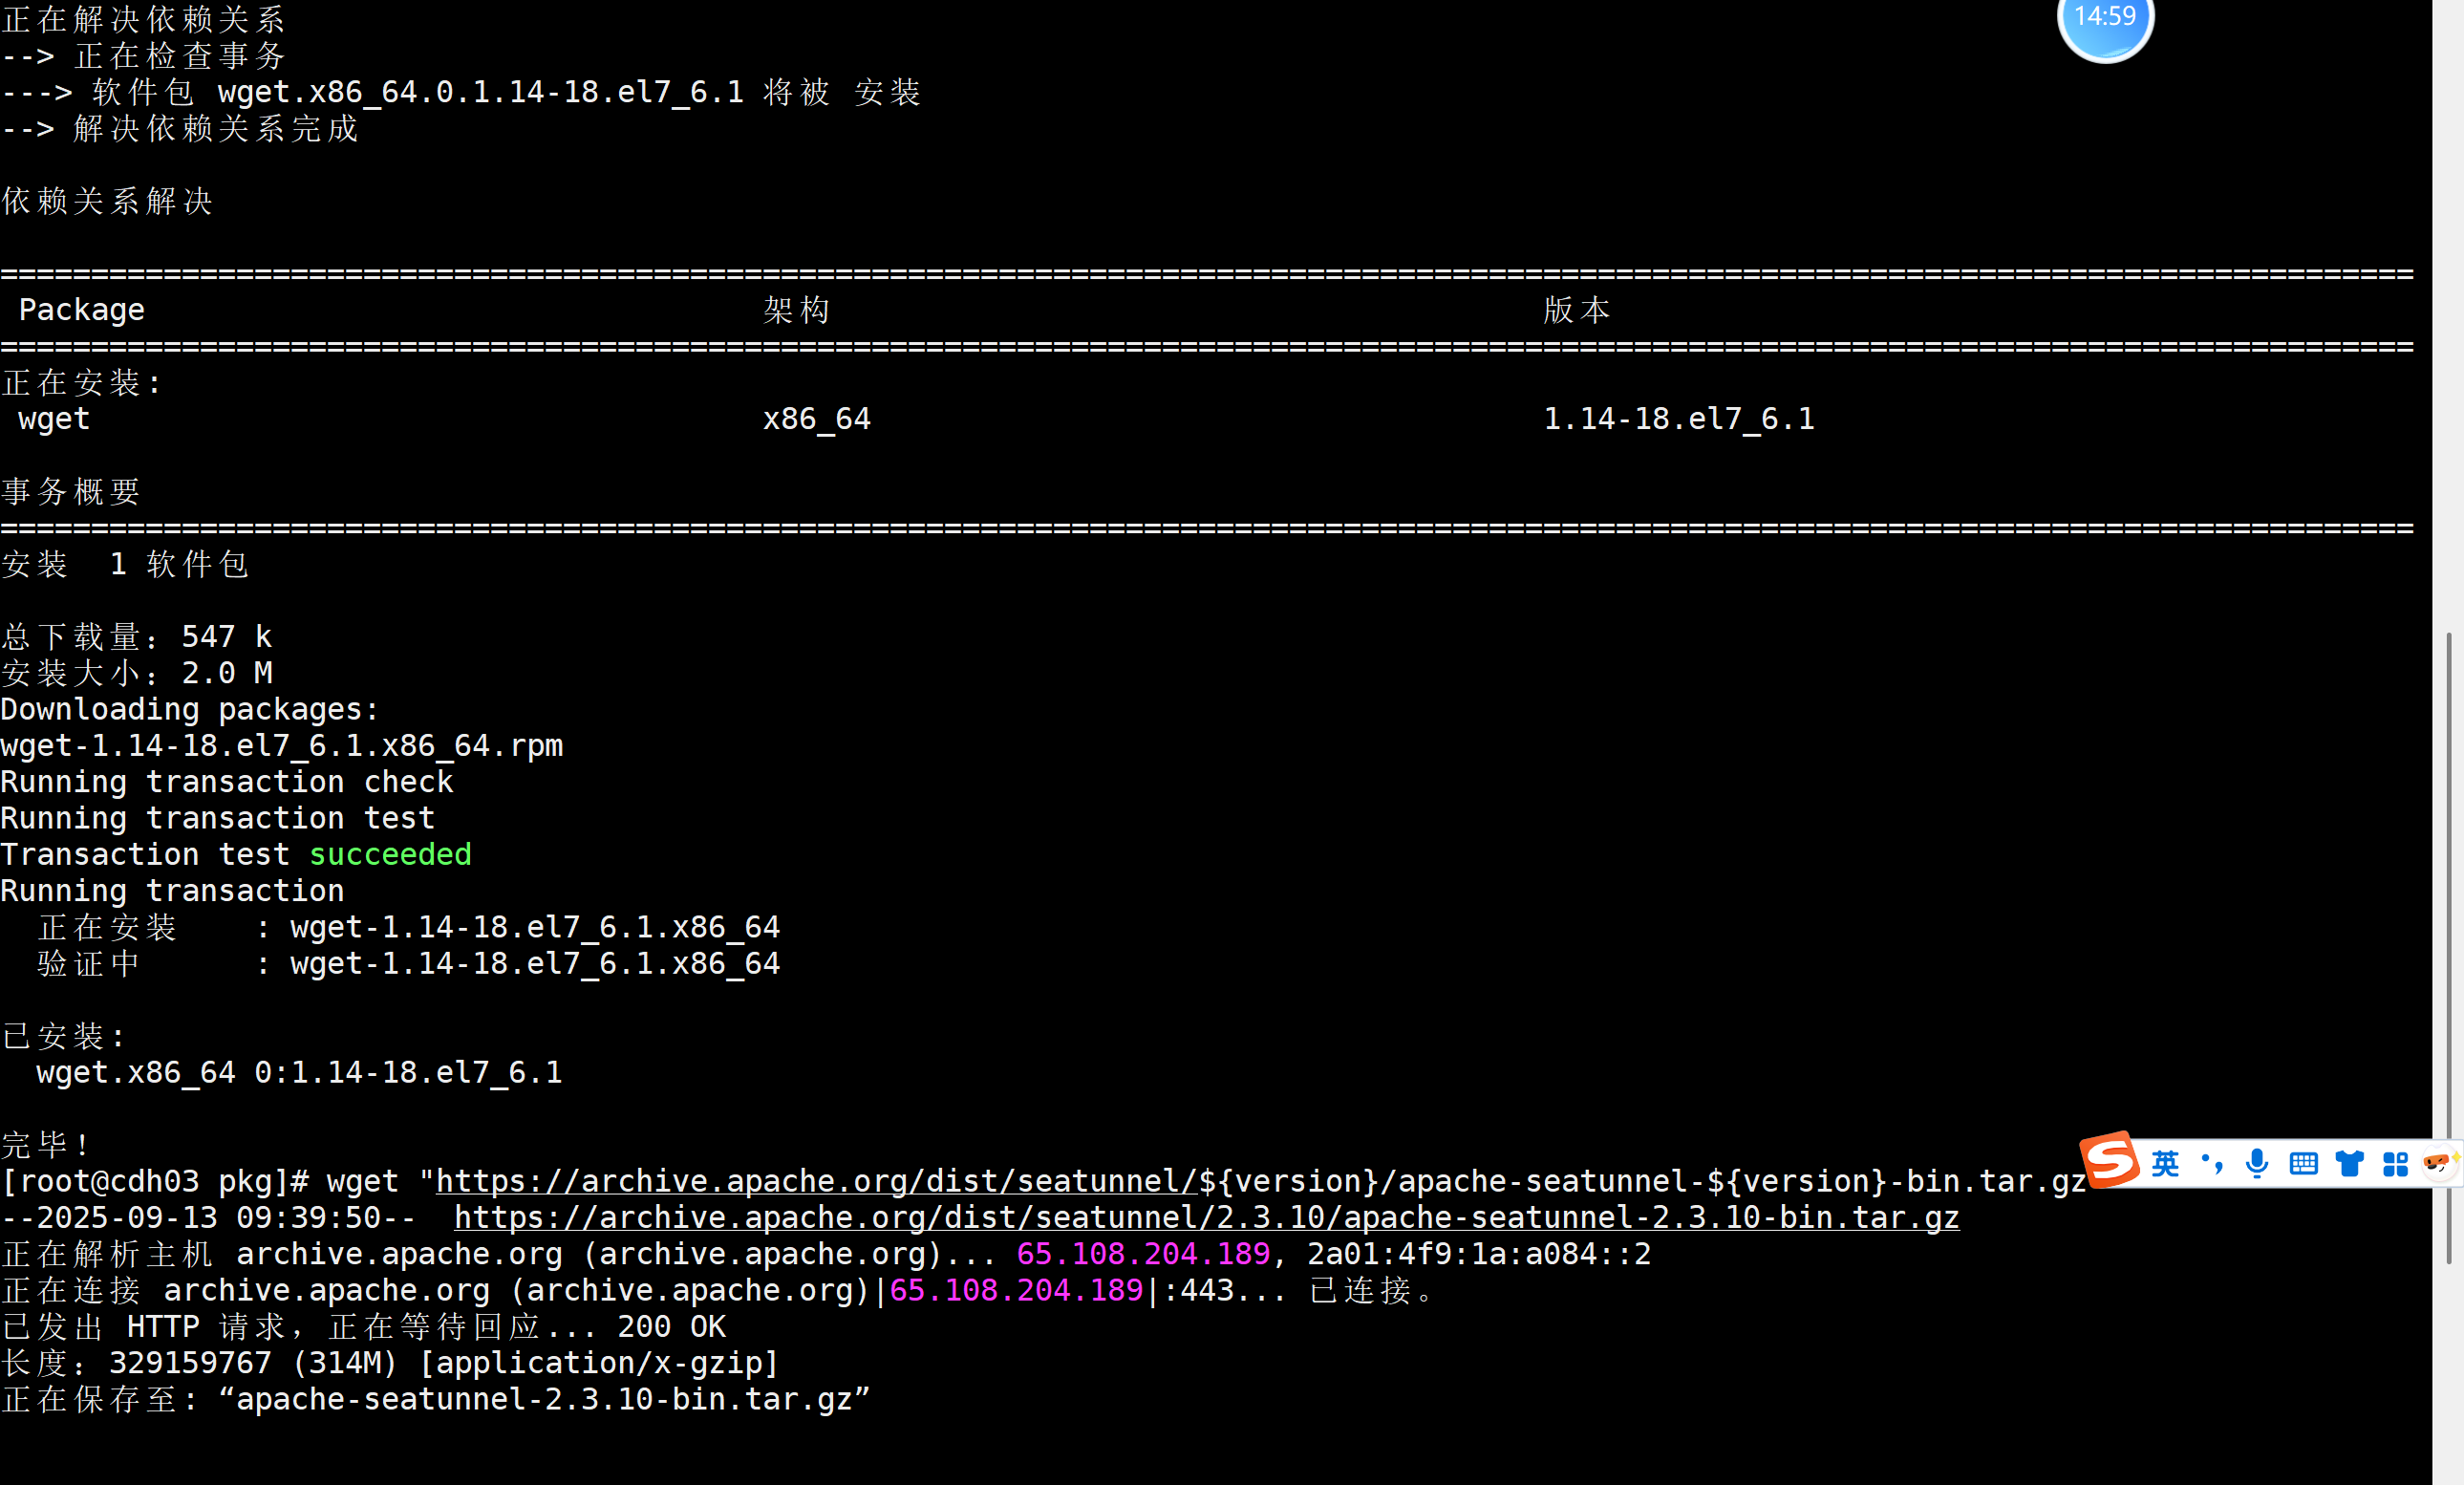 正在解决依赖关系
14:59
--> 正在检查事务
---> 软件包 wget.x86_64.0.1.14-18.el7_6.1 将被 安装
--> 解决依赖关系完成
依赖关系解决
=====================================================================================================================================
Package 架构 版本
=====================================================================================================================================
正在安装:
wget x86_64 1.14-18.el7_6.1
事务概要
=====================================================================================================================================
安装 1 软件包
总下载量：547 k
安装大小：2.0 M
Downloading packages:
wget-1.14-18.el7_6.1.x86_64.rpm
Running transaction check
Running transaction test
Transaction test succeeded
Running transaction
正在安装 : wget-1.14-18.el7_6.1.x86_64
验证中 : wget-1.14-18.el7_6.1.x86_64
已安装:
wget.x86_64 0:1.14-18.el7_6.1
完毕！
S 英
[root@cdh03 pkg]# wget "https://archive.apache.org/dist/seatunnel/${version}/apache-seatunnel-${version}-bin.tar.gz
--2025-09-13 09:39:50-- https://archive.apache.org/dist/seatunnel/2.3.10/apache-seatunnel-2.3.10-bin.tar.gz
正在解析主机 archive.apache.org (archive.apache.org)... 65.108.204.189, 2a01:4f9:1a:a084::2
正在连接 archive.apache.org (archive.apache.org)|65.108.204.189|:443... 已连接。
已发出 HTTP 请求，正在等待回应... 200 OK
长度：329159767 (314M) [application/x-gzip]
正在保存至: “apache-seatunnel-2.3.10-bin.tar.gz”